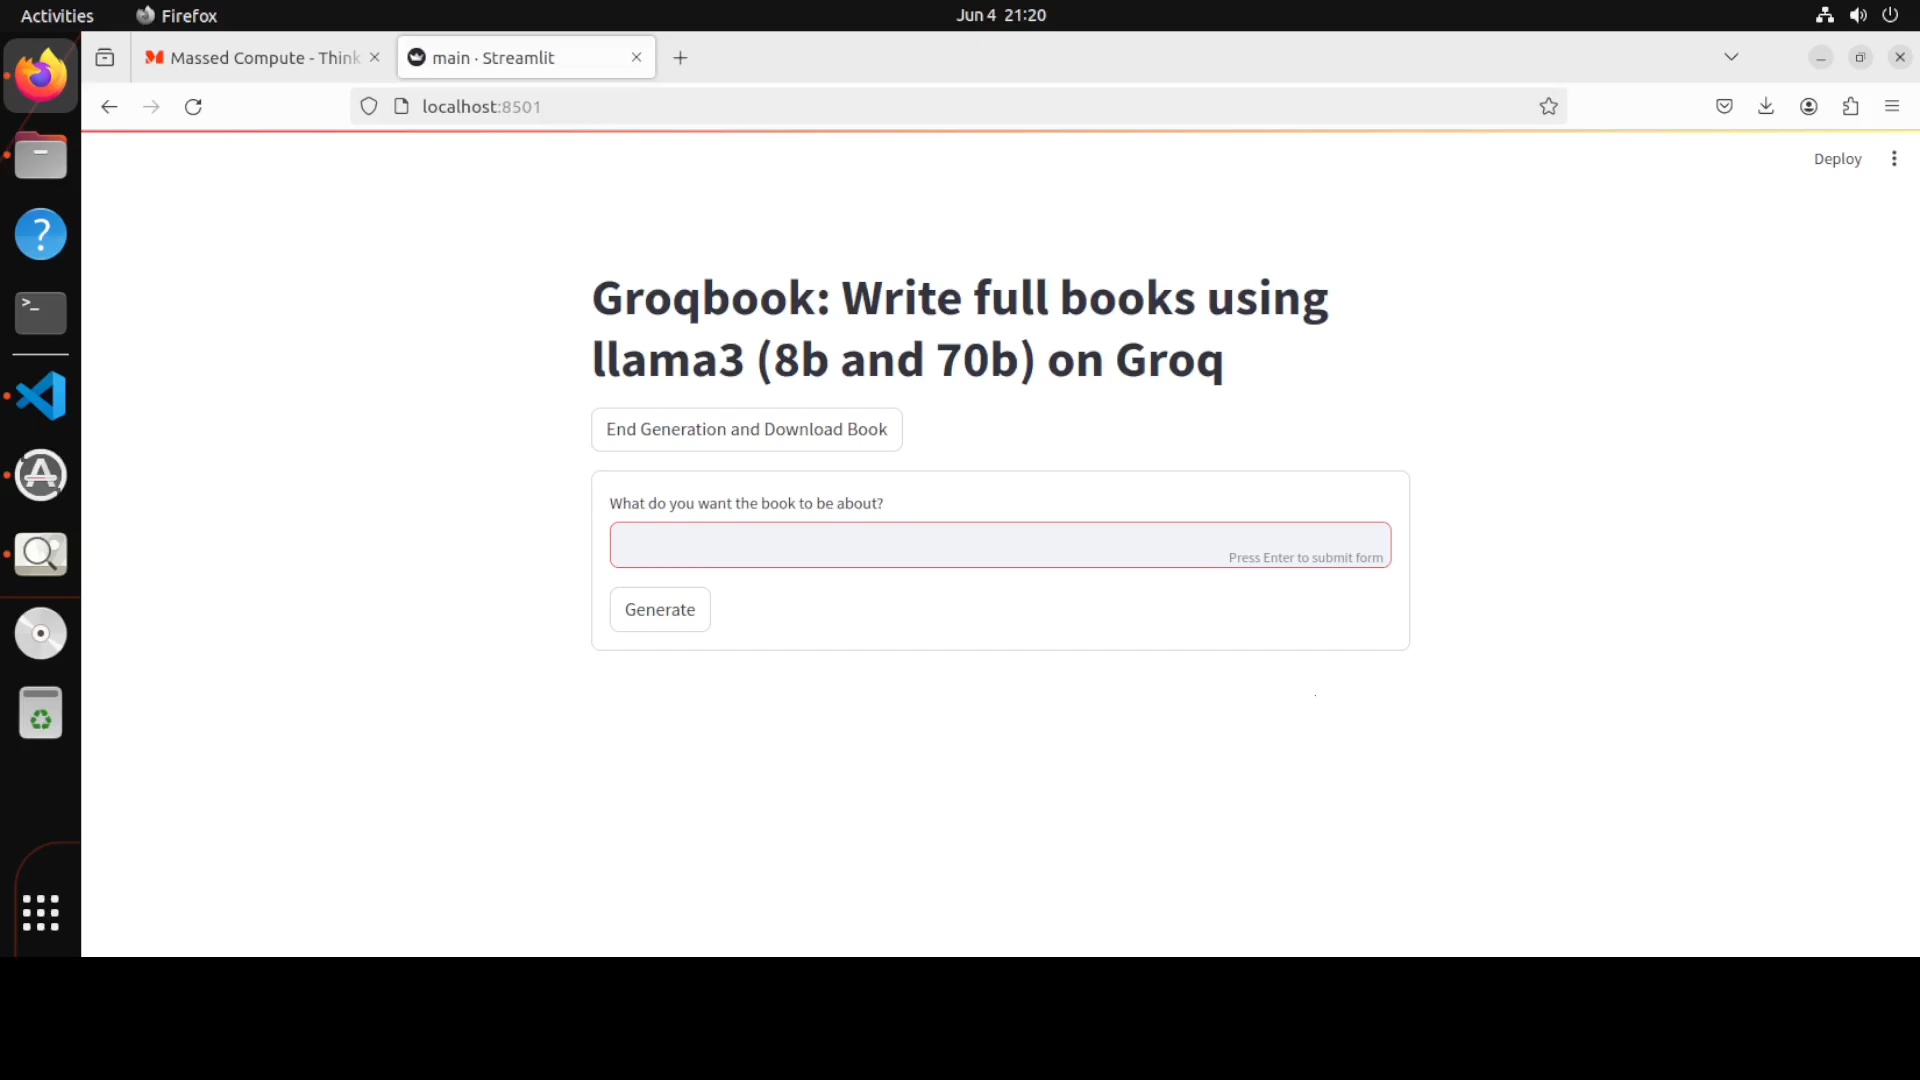 Activities
Firefox
Jun 4 21:20
Massed Compute - Think
main · Streamlit
localhost:8501
Deploy
Groqbook: Write full books using
llama3 (8b and 70b) on Groq
End Generation and Download Book
What do you want the book to be about?
Press Enter to submit form
Generate